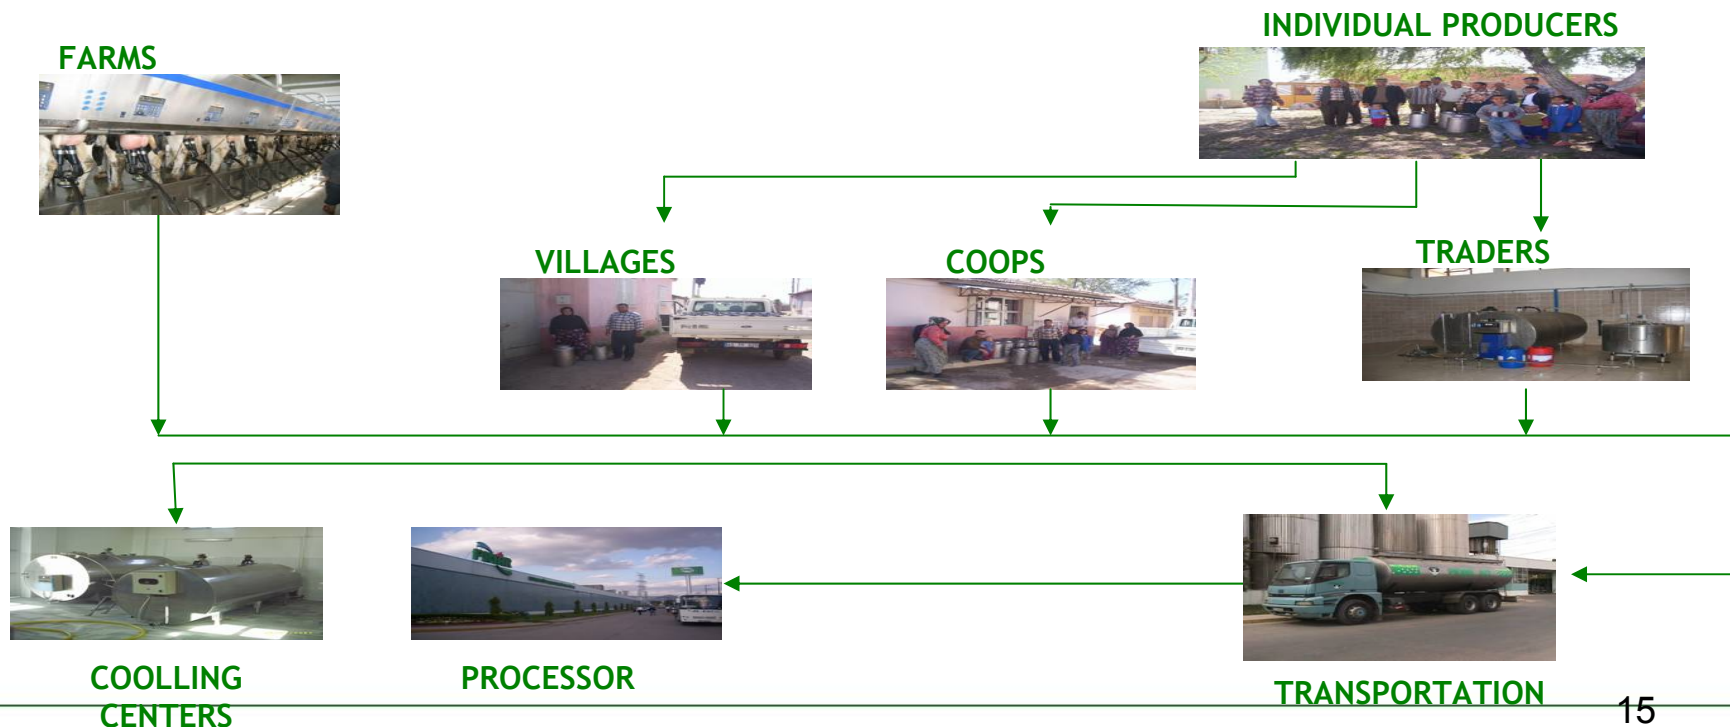 INDIVIDUAL PRODUCERS
FARMS
VILLAGES
COOPS
TRADERS
COOLLING
CENTERS
PROCESSOR
TRANSPORTATION
15